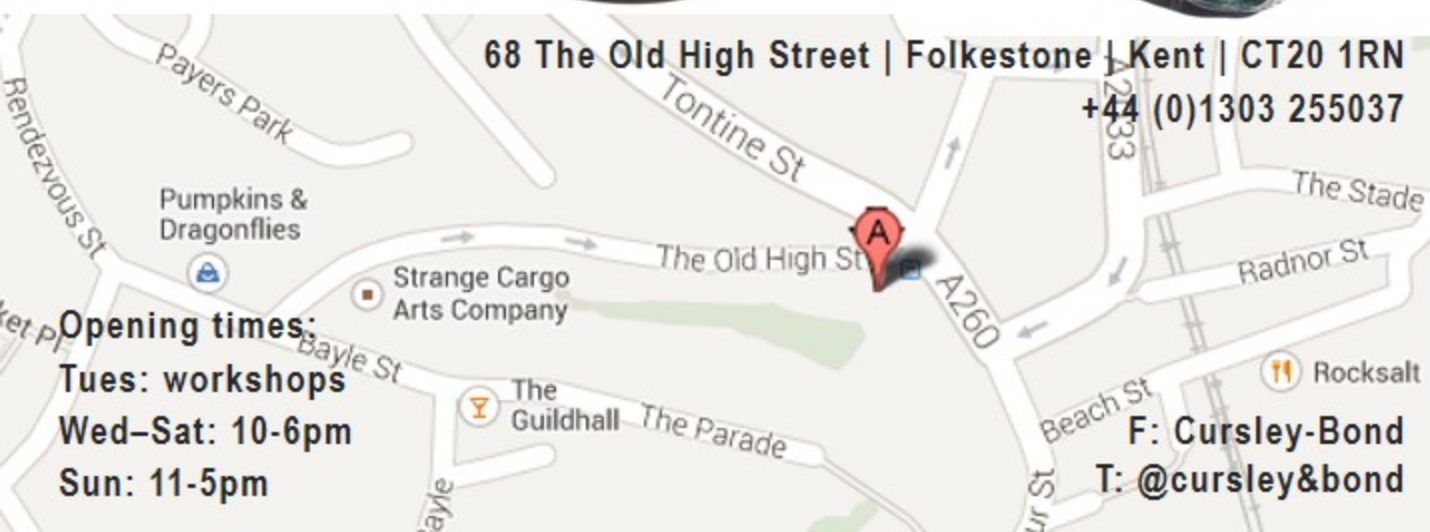 68 The Old High Street | Folkestone | Kent | CT20 1RN
+44 (0)1303 255037
Payers Park
Rendezvous St
Tontine St
A2033
The Stade
Pumpkins &
Dragonflies
A
The Old High St
Radnor St
Strange Cargo
Arts Company
A260
Opening times:
Bayle St
Tues: workshops
Rocksalt
The
Guildhall
The Parade
Beach St
Wed–Sat: 10-6pm
F: Cursley-Bond
Sun: 11-5pm
T: @cursley&bond